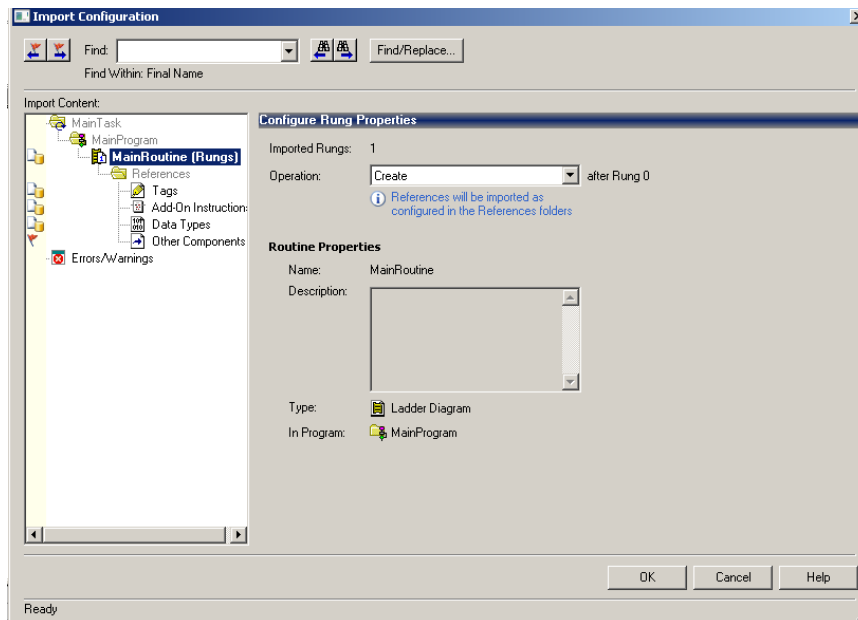 Import Configuration
Find:
Find/Replace...
Find Within: Final Name
Import Content:
MainTask
MainProgram
MainRoutine (Rungs)
References
Tags
Add-On Instruction
Data Types
Other Components
Errors/Warnings
Configure Rung Properties
Imported Rungs: 1
Operation: Create after Rung 0
References will be imported as
configured in the References folders
Routine Properties
Name: MainRoutine
Description:
Type: Ladder Diagram
In Program: MainProgram
OK Cancel Help
Ready